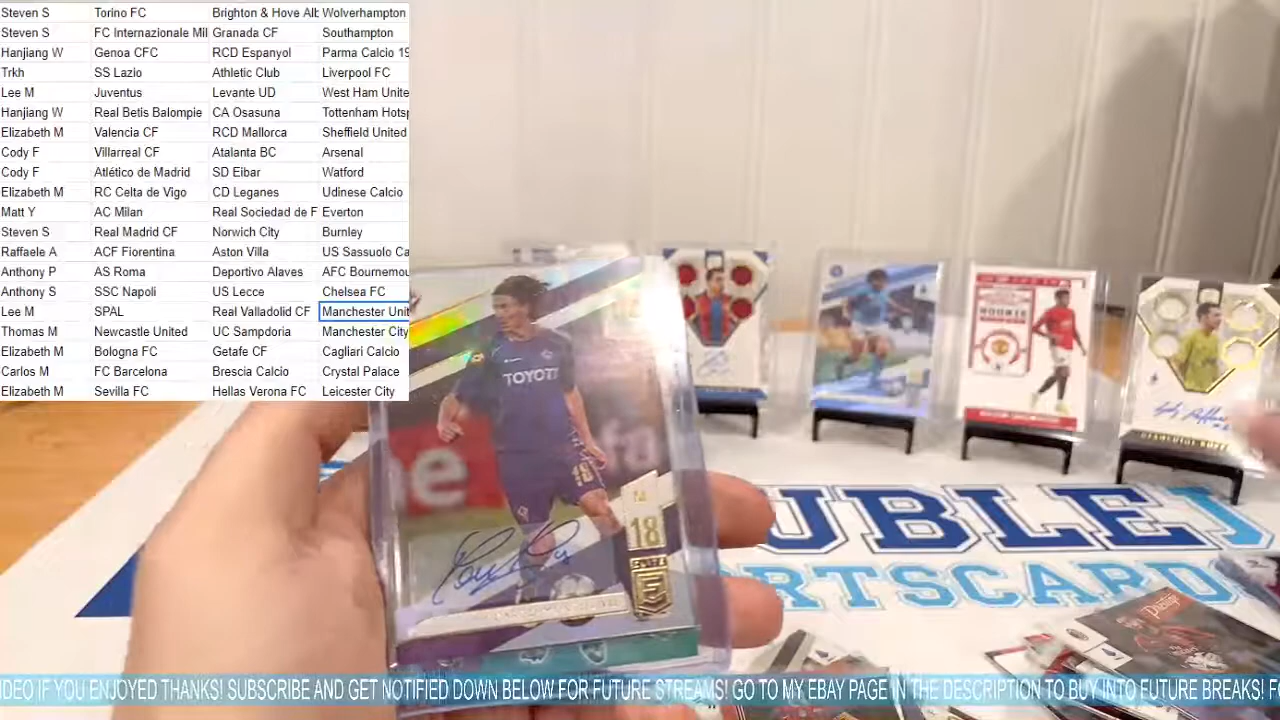 Steven S Torino FC Brighton & Hove Alb Wolverhampton
Steven S FC Internazionale Mil Granada CF Southampton
Hanjiang W Genoa CFC RCD Espanyol Parma Calcio 19
Trkh SS Lazio Athletic Club Liverpool FC
Lee M Juventus Levante UD West Ham Unite
Hanjiang W Real Betis Balompie CA Osasuna Tottenham Hotsp
Elizabeth M Valencia CF RCD Mallorca Sheffield United
Cody F Villarreal CF Atalanta BC Arsenal
Cody F Atlético de Madrid SD Eibar Watford
Elizabeth M RC Celta de Vigo CD Leganes Udinese Calcio
Matt Y AC Milan Real Sociedad de F Everton
Steven S Real Madrid CF Norwich City Burnley
Raffaele A ACF Fiorentina Aston Villa US Sassuolo Ca
Anthony P AS Roma Deportivo Alaves AFC Bournemou
Anthony S SSC Napoli US Lecce Chelsea FC
Lee M SPAL Real Valladolid CF Manchester Unit
Thomas M Newcastle United UC Sampdoria Manchester City
Elizabeth M Bologna FC Getafe CF Cagliari Calcio
Carlos M FC Barcelona Brescia Calcio Crystal Palace
Elizabeth M Sevilla FC Hellas Verona FC Leicester City
TOYOT
18
18
ROOKIE
UBLE J
RTSCARD
Prestige
IDEO IF YOU ENJOYED THANKS! SUBSCRIBE AND GET NOTIFIED DOWN BELOW FOR FUTURE STREAMS! GO TO MY EBAY PAGE IN THE DESCRIPTION TO BUY INTO FUTURE BREAKS! F